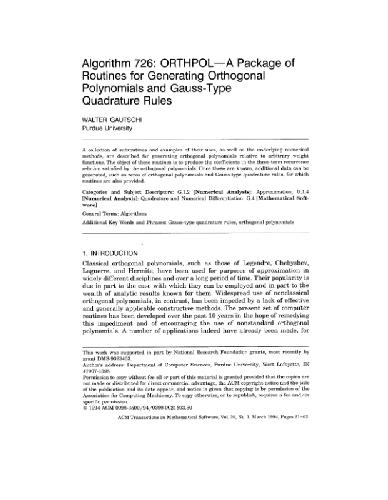 Algorithm 726: ORTHPOL—A Package of
Routines for Generating Orthogonal
Polynomials and Gauss-Type
Quadrature Rules
WALTER GAUTSCHI
Purdue University
A collection of subroutines and examples of their uses, as well as the underlying numerical
methods, are described for generating orthogonal polynomials relative to arbitrary weight
functions. The object of these routines is to produce the coefficients in the three-term recurrence
relation satisfied by the orthogonal polynomials. Once these are known, additional data can be
generated, such as zeros of orthogonal polynomials and Gauss-type quadrature rules, for which
routines are also provided.
Categories and Subject Descriptors: G.1.2 [Numerical Analysis]: Approximation; G.1.4
[Numerical Analysis]: Quadrature and Numerical Differentiation; G.4 [Mathematical Soft-
ware]
General Terms: Algorithms
Additional Key Words and Phrases: Gauss-type quadrature rules, orthogonal polynomials
1. INTRODUCTION
Classical orthogonal polynomials, such as those of Legendre, Chebyshev,
Laguerre, and Hermite, have been used for purposes of approximation in
widely different disciplines and over a long period of time. Their popularity is
due in part to the ease with which they can be employed and in part to the
wealth of analytic results known for them. Widespread use of nonclassical
orthogonal polynomials, in contrast, has been impeded by a lack of effective
and generally applicable constructive methods. The present set of computer
routines has been developed over the past 10 years in the hope of remedying
this impediment and of encouraging the use of nonstandard orthogonal
polynomials. A number of applications indeed have already been made, for
This work was supported in part by National Research Foundation grants, most recently by
grant
Authors address: Department of Computer Sciences, Purdue University, West Lafayette, IN
Permission to copy without fee all or part of this material is granted provided that the copies are
not made or distributed for direct commercial advantage, the ACM copyright notice and the title
of the publication and its date appear, and notice is given that copying is by permission of the
Association for Computing Machinery. To copy otherwise, or to republish, requires a fee and/or
specific permission.
© 1994 ACM
ACM Transactions on Mathematical Software, Vol. 20, No. 1, March 1994, Pages 21–62.